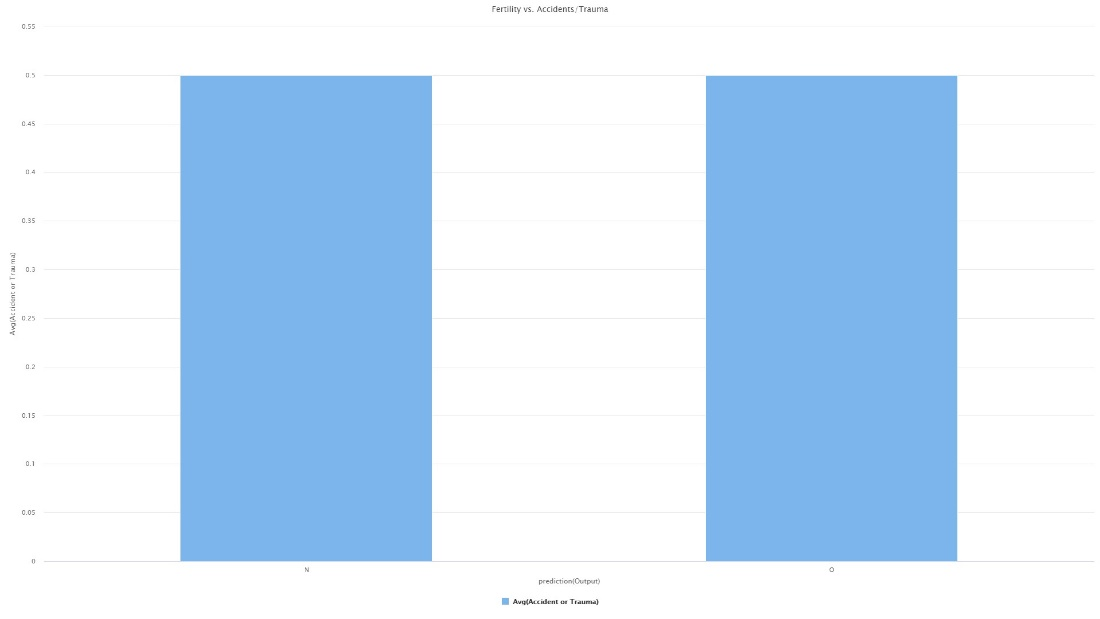 Fertility vs. Accidents/Trauma
0.55
0.5
0.45
0.4
0.35
0.3
0.25
0.2
0.15
0.1
0.05
0
Avg(Accident or Trauma)
N
O
prediction(Output)
Avg(Accident or Trauma)